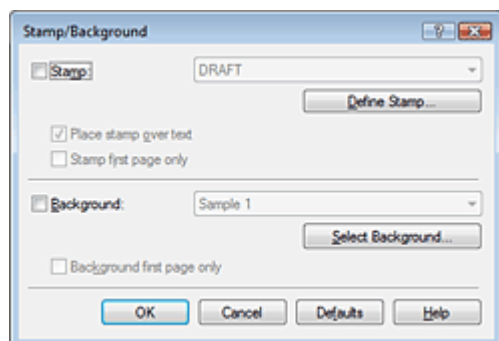 Stamp/Background
Stamp: DRAFT
Define Stamp...
Place stamp over text
Stamp first page only
Background: Sample 1
Select Background...
Background first page only
OK Cancel Defaults Help